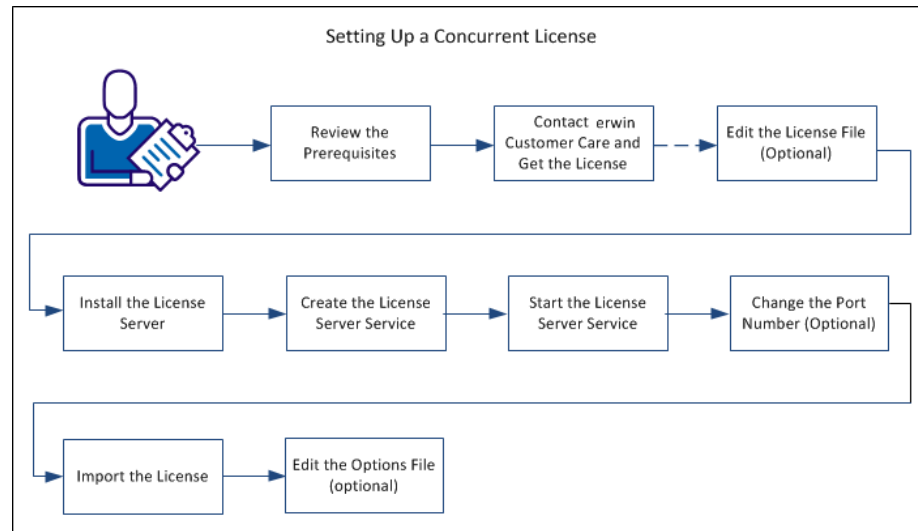 Setting Up a Concurrent License
Review the
Prerequisites
Contact erwin
Customer Care and
Get the License
Edit the License File
(Optional)
Install the License
Server
Create the License
Server Service
Start the License
Server Service
Change the Port
Number (Optional)
Import the License
Edit the Options File
(optional)